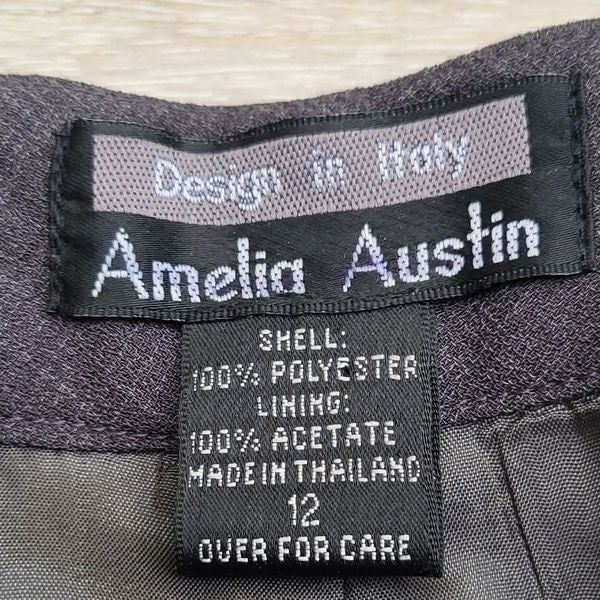 Design in Italy
Amelia Austin
SHELL:
100% POLYESTER
LINING:
100% ACETATE
MADE IN THAILAND
12
OVER FOR CARE